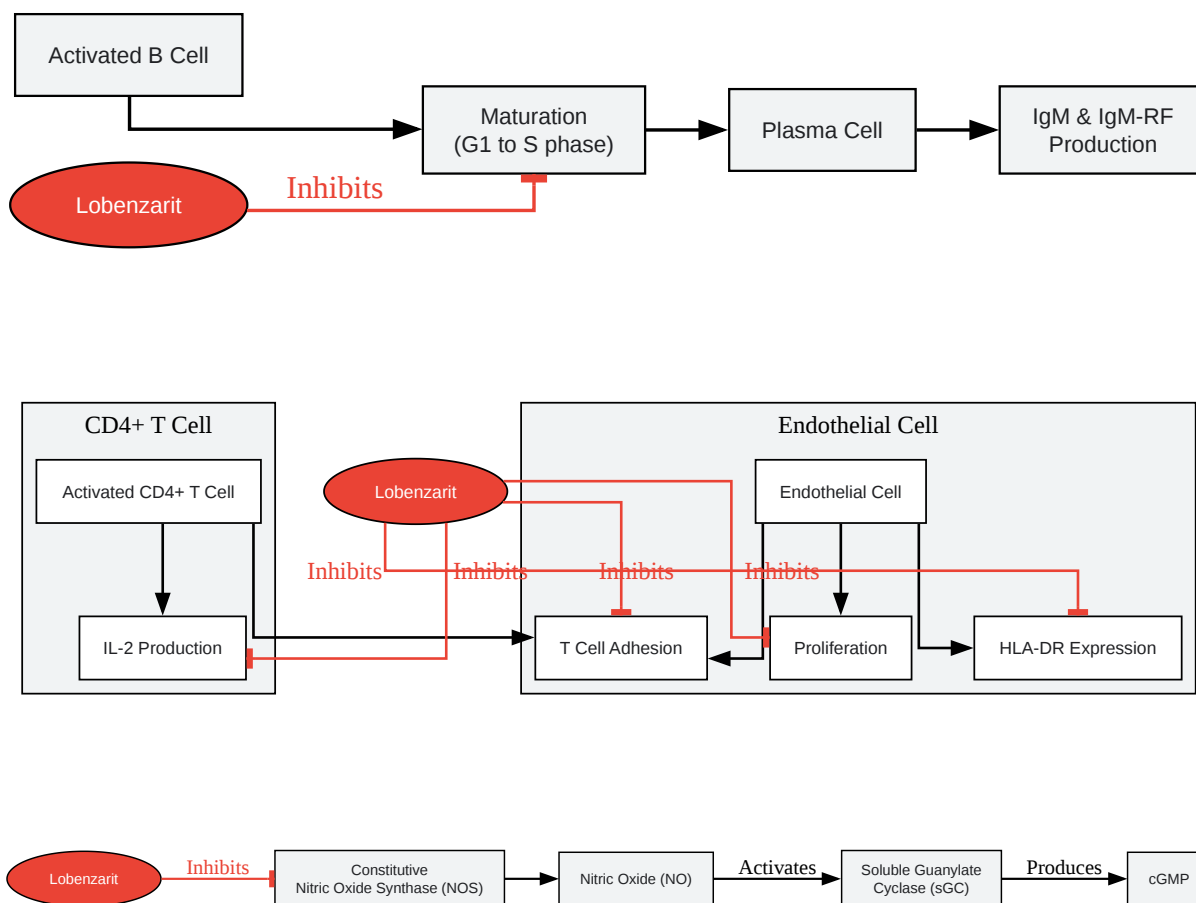 Activated B Cell
Maturation
(G1 to S phase)
Plasma Cell
IgM & IgM-RF
Production
Lobenzarit
Inhibits
CD4+ T Cell
Endothelial Cell
Activated CD4+ T Cell
Lobenzarit
Endothelial Cell
Inhibits
Inhibits
Inhibits
Inhibits
IL-2 Production
T Cell Adhesion
Proliferation
HLA-DR Expression
Lobenzarit
Inhibits
Constitutive
Nitric Oxide Synthase (NOS)
Nitric Oxide (NO)
Activates
Soluble Guanylate
Cyclase (sGC)
Produces
cGMP